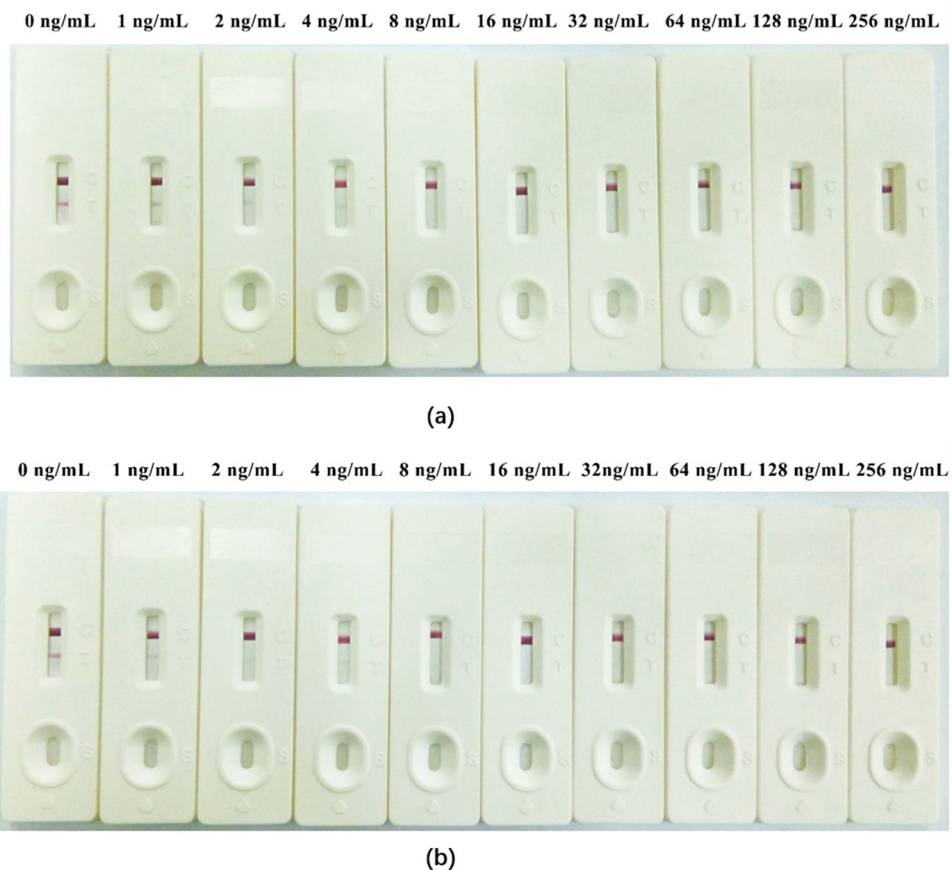 0 ng/mL 1 ng/mL 2 ng/mL 4 ng/mL 8 ng/mL 16 ng/mL 32 ng/mL 64 ng/mL 128 ng/mL 256 ng/mL
C C C C C C C C C C
T T T T T T T T T T
S S S S S S S S S S
(a)
0 ng/mL 1 ng/mL 2 ng/mL 4 ng/mL 8 ng/mL 16 ng/mL 32ng/mL 64 ng/mL 128 ng/mL 256 ng/mL
C C C C C C C C C C
T T T T T T T T T T
S S S S S S S S S S
(b)